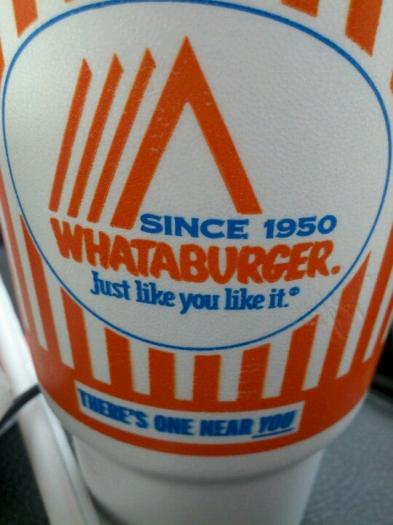 SINCE 1950
WHATABURGER.
Just like you like it.®
THERE'S ONE NEAR YOU